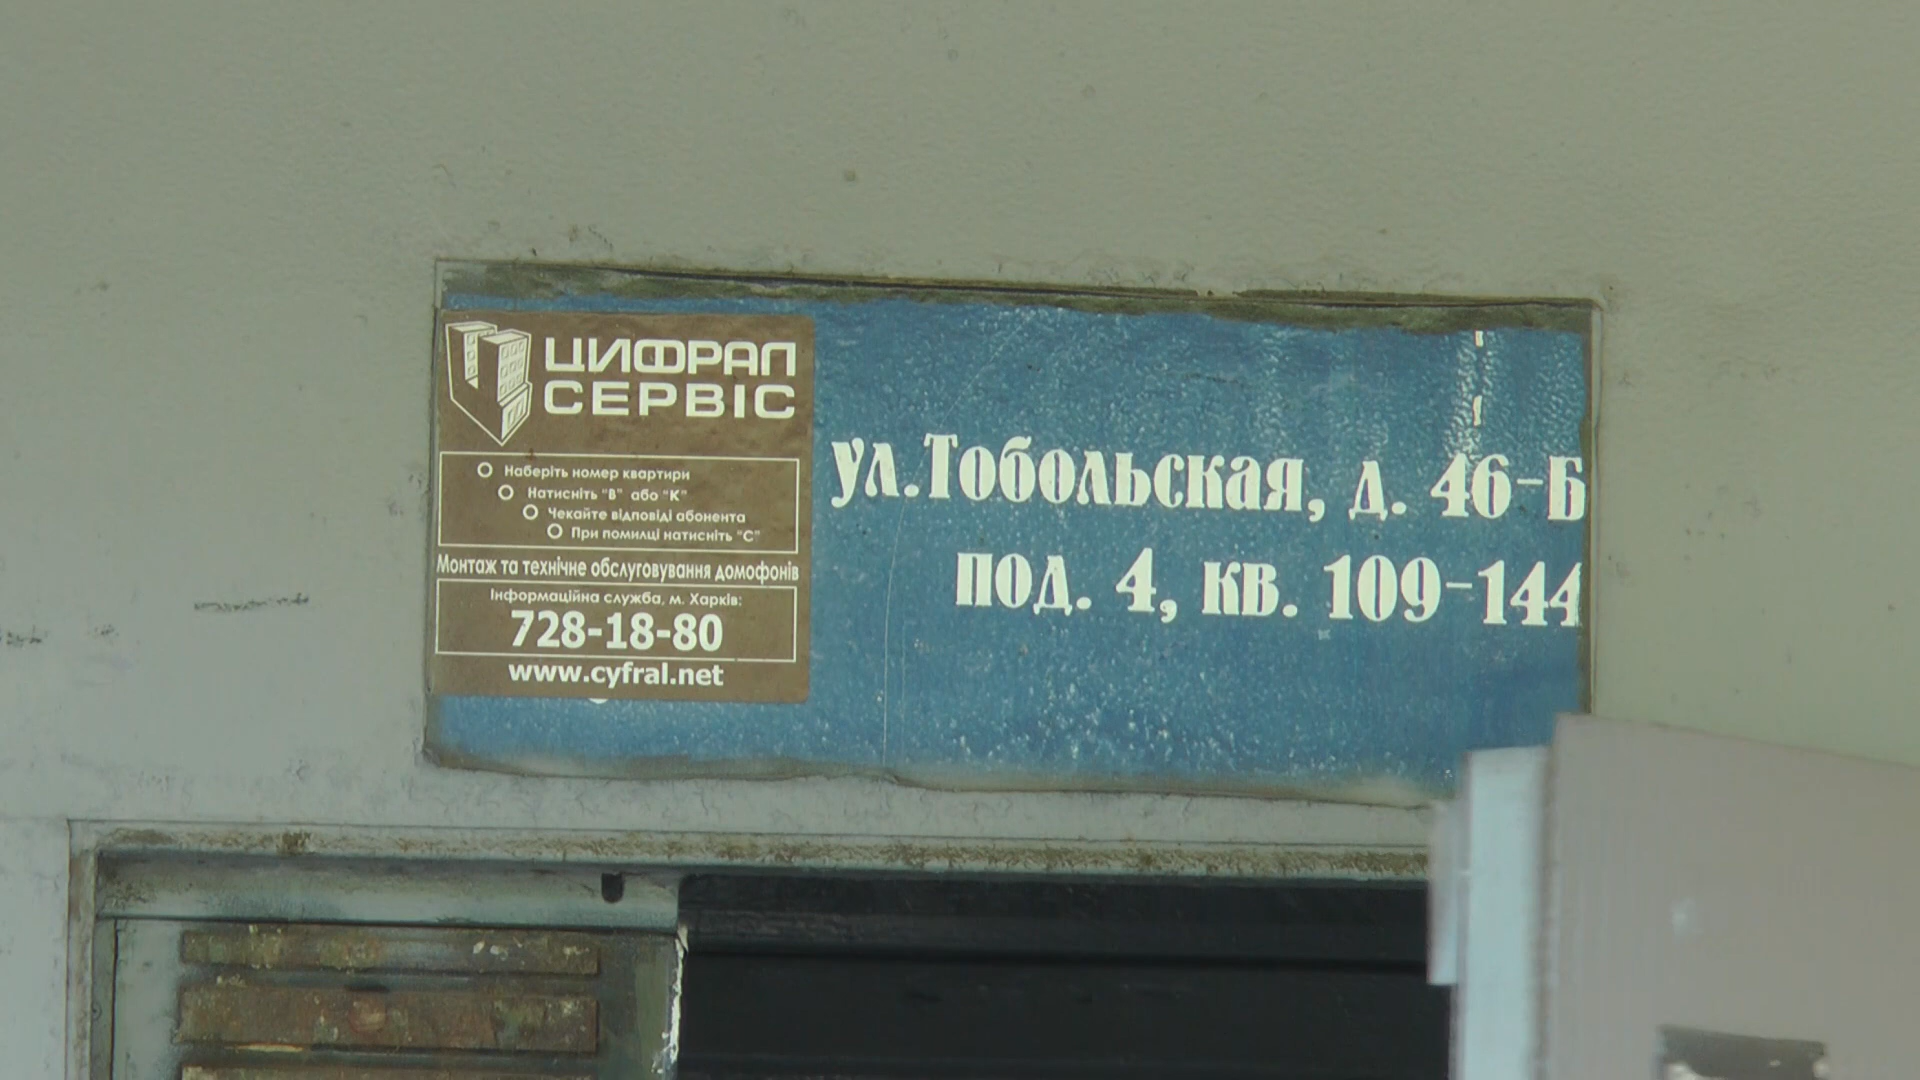 ЦИФРАЛ
СЕРВІС
Наберіть номер квартири
Натисніть "В" або "К"
Чекайте відповіді абонента
При помилці натисніть "С"
Монтаж та технічне обслуговування домофонів
Інформаційна служба, м. Харків:
728-18-80
www.cyfral.net
ул.Тобольская, д. 46-Б
под. 4, кв. 109-144